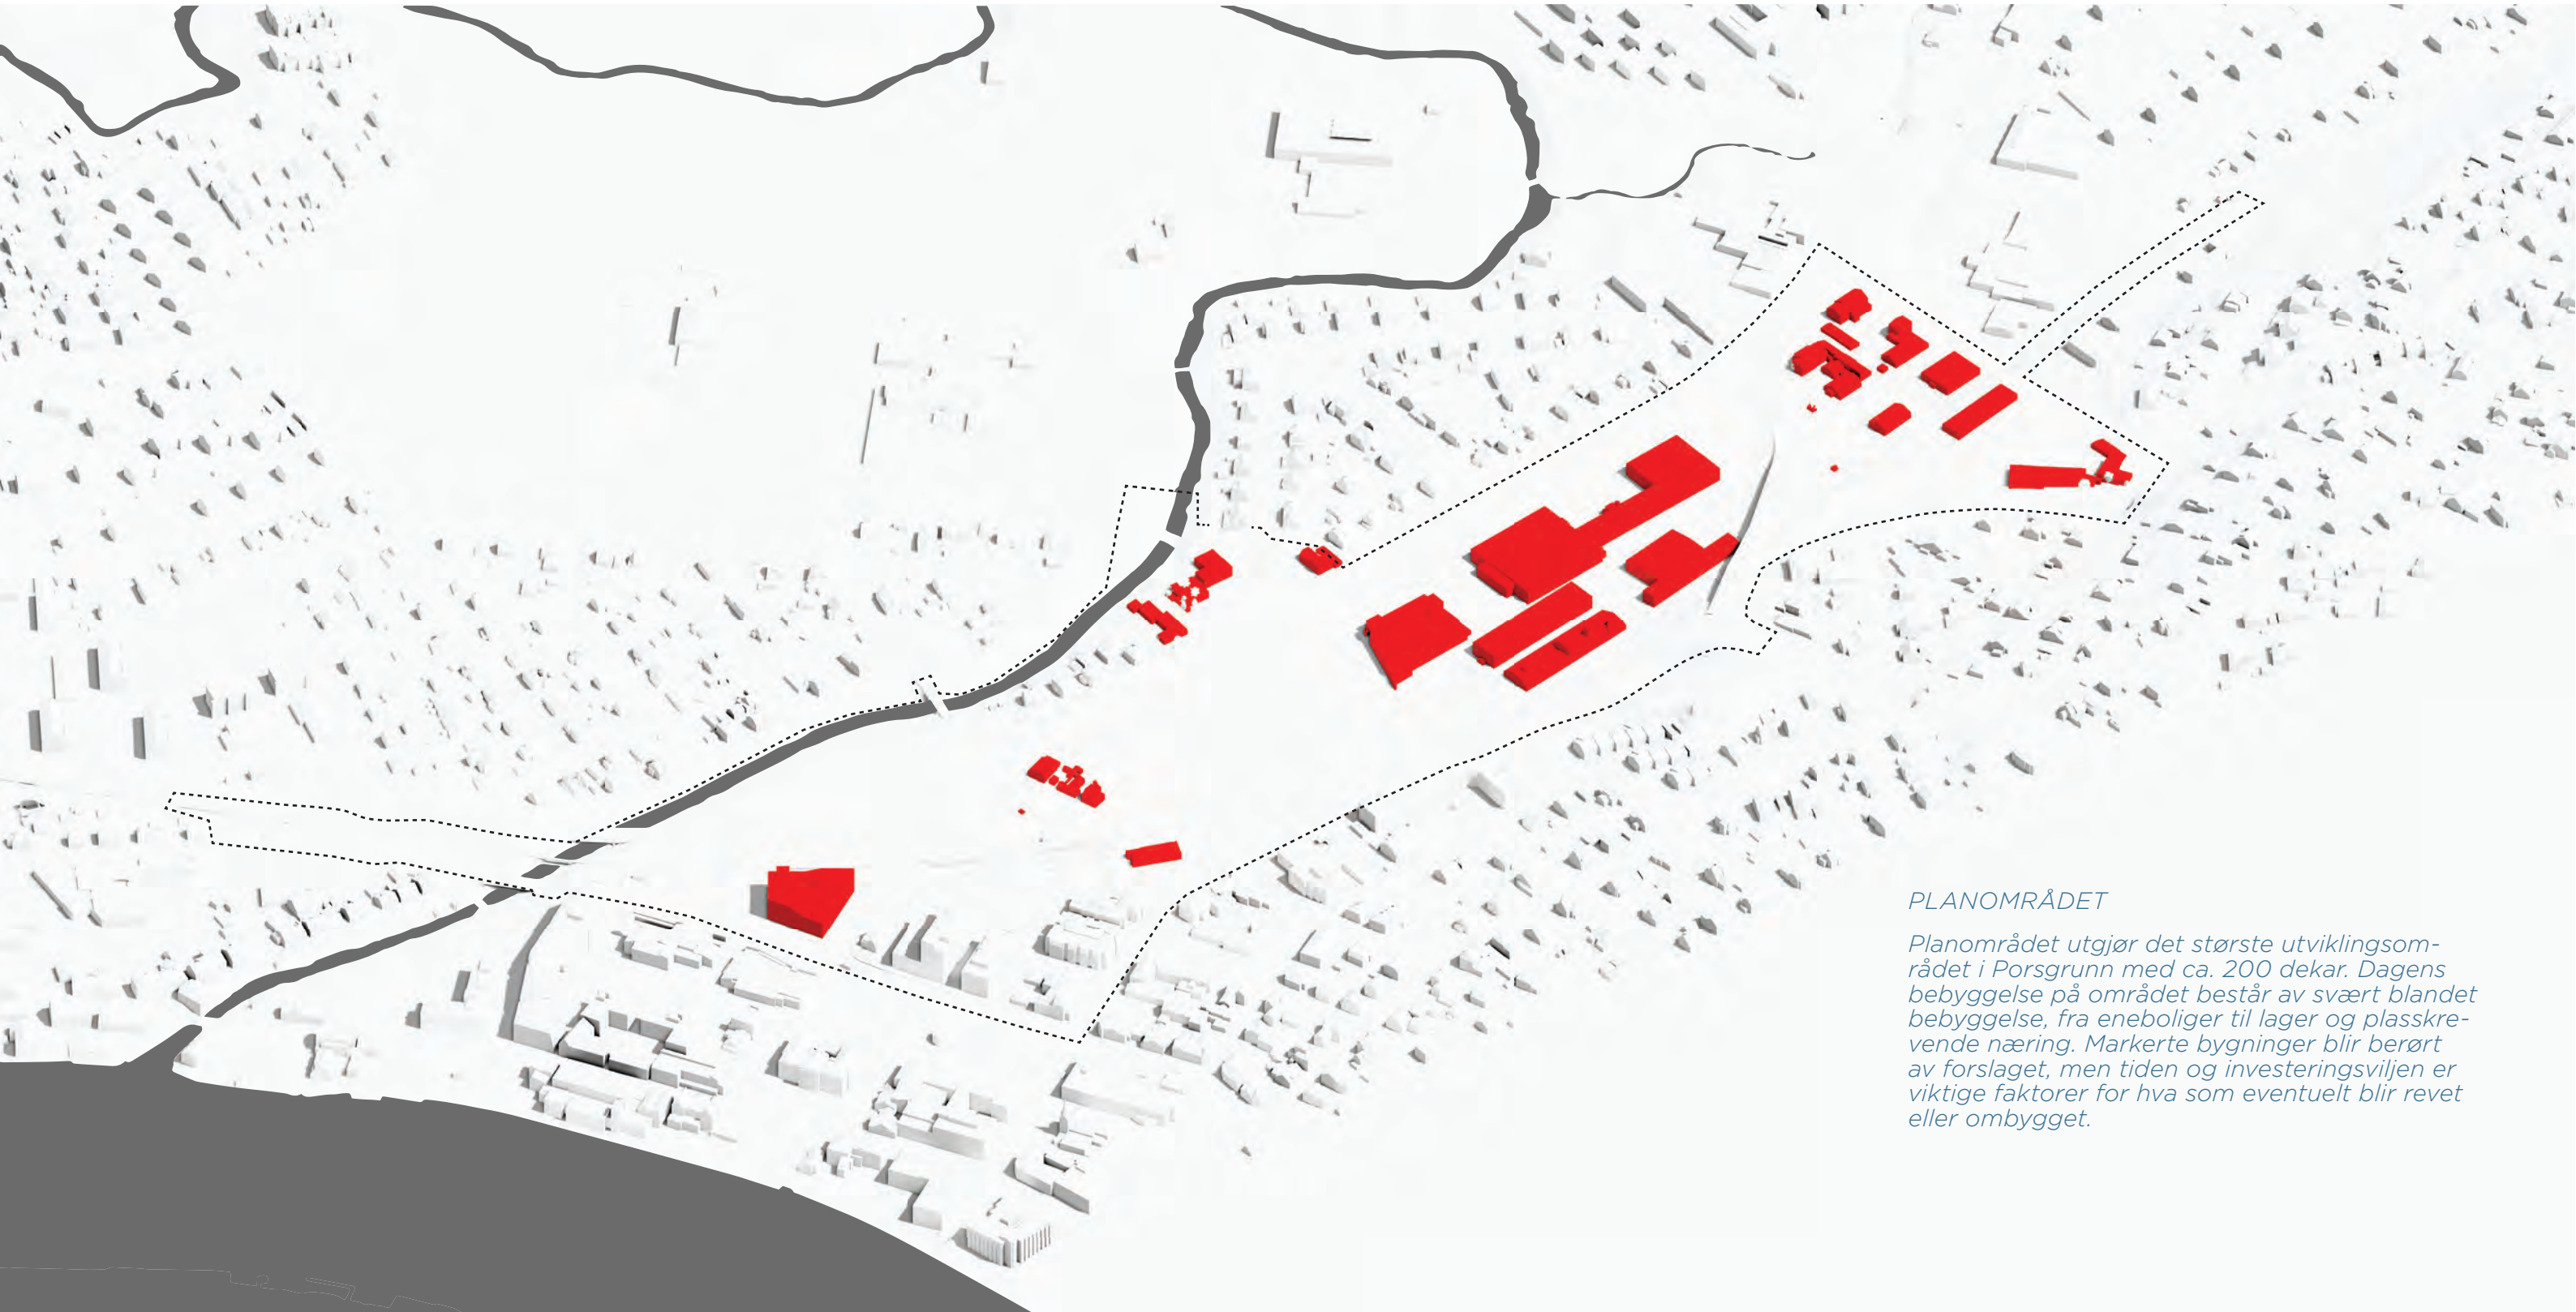 PLANOMRÅDET
Planområdet utgjør det største utviklingsom-
rådet i Porsgrunn med ca. 200 dekar. Dagens
bebyggelse på området består av svært blandet
bebyggelse, fra eneboliger til lager og plasskre-
vende næring. Markerte bygninger blir berørt
av forslaget, men tiden og investeringsviljen er
viktige faktorer for hva som eventuelt blir revet
eller ombygget.